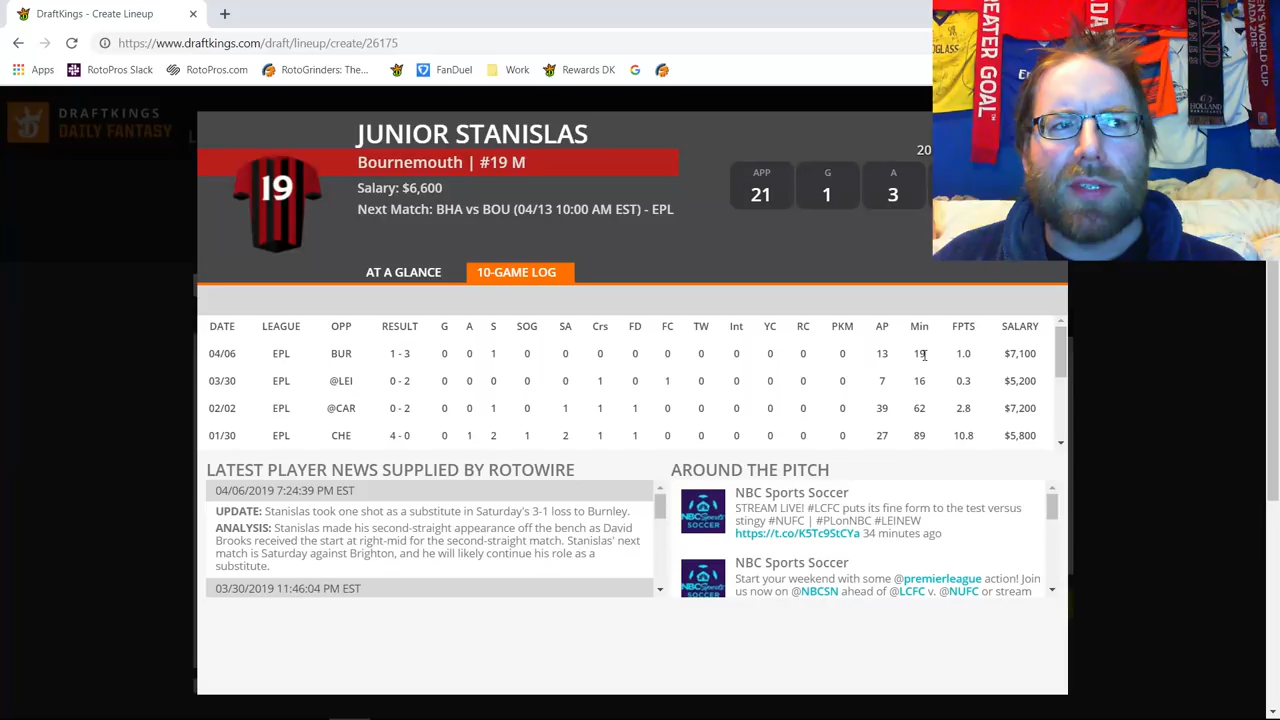 DraftKings - Create Lineup
https://www.draftkings.com/draft/lineup/create/26175
Apps RotoPros Slack RotoPros.com RotoGrinders: The... FanDuel Work Rewards DK
DRAFTKINGS
DAILY FANTASY
JUNIOR STANISLAS
Bournemouth | #19 M
Salary: $6,600
Next Match: BHA vs BOU (04/13 10:00 AM EST) - EPL
19
20
APP G A
21 1 3
AT A GLANCE 10-GAME LOG
DATE LEAGUE OPP RESULT G A S SOG SA Crs FD FC TW Int YC RC PKM AP Min FPTS SALARY
04/06 EPL BUR 1 - 3 0 0 1 0 0 0 0 0 0 0 0 0 0 13 19 1.0 $7,100
03/30 EPL @LEI 0 - 2 0 0 0 0 0 1 0 1 0 0 0 0 0 7 16 0.3 $5,200
02/02 EPL @CAR 0 - 2 0 0 1 0 1 1 1 0 0 0 0 0 0 39 62 2.8 $7,200
01/30 EPL CHE 4 - 0 0 1 2 1 2 1 1 0 0 0 0 0 0 27 89 10.8 $5,800
LATEST PLAYER NEWS SUPPLIED BY ROTOWIRE
04/06/2019 7:24:39 PM EST
UPDATE: Stanislas took one shot as a substitute in Saturday's 3-1 loss to Burnley.
ANALYSIS: Stanislas made his second-straight appearance off the bench as David
Brooks received the start at right-mid for the second-straight match. Stanislas' next
match is Saturday against Brighton, and he will likely continue his role as a
substitute.
03/30/2019 11:46:04 PM EST
AROUND THE PITCH
NBC Sports Soccer
STREAM LIVE! #LCFC puts its fine form to the test versus
stingy #NUFC | #PLonNBC #LEINEW
https://t.co/K5Tc9StCYa 34 minutes ago
NBC Sports Soccer
Start your weekend with some @premierleague action! Join
us now on @NBCSN ahead of @LCFC v. @NUFC or stream
REATER GOAL
HOLLAND